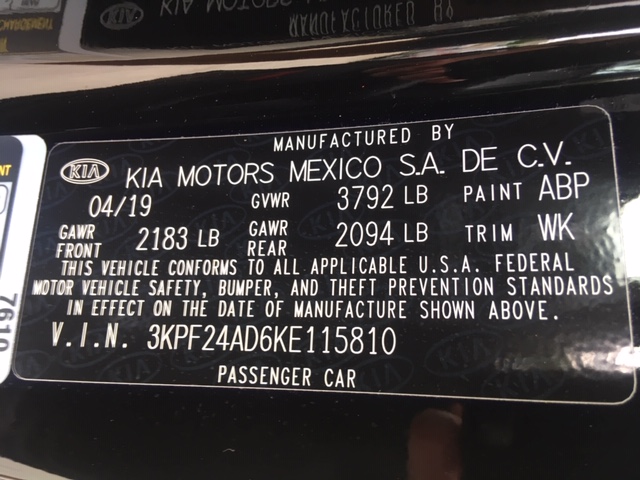 MANUFACTURED BY
KIA KIA MOTORS MEXICO S.A. DE C.V.
04/19 GVWR 3792 LB PAINT ABP
GAWR FRONT 2183 LB GAWR REAR 2094 LB TRIM WK
THIS VEHICLE CONFORMS TO ALL APPLICABLE U.S.A. FEDERAL
MOTOR VEHICLE SAFETY, BUMPER, AND THEFT PREVENTION STANDARDS
IN EFFECT ON THE DATE OF MANUFACTURE SHOWN ABOVE.
V.I.N. 3KPF24AD6KE115810
PASSENGER CAR
7610